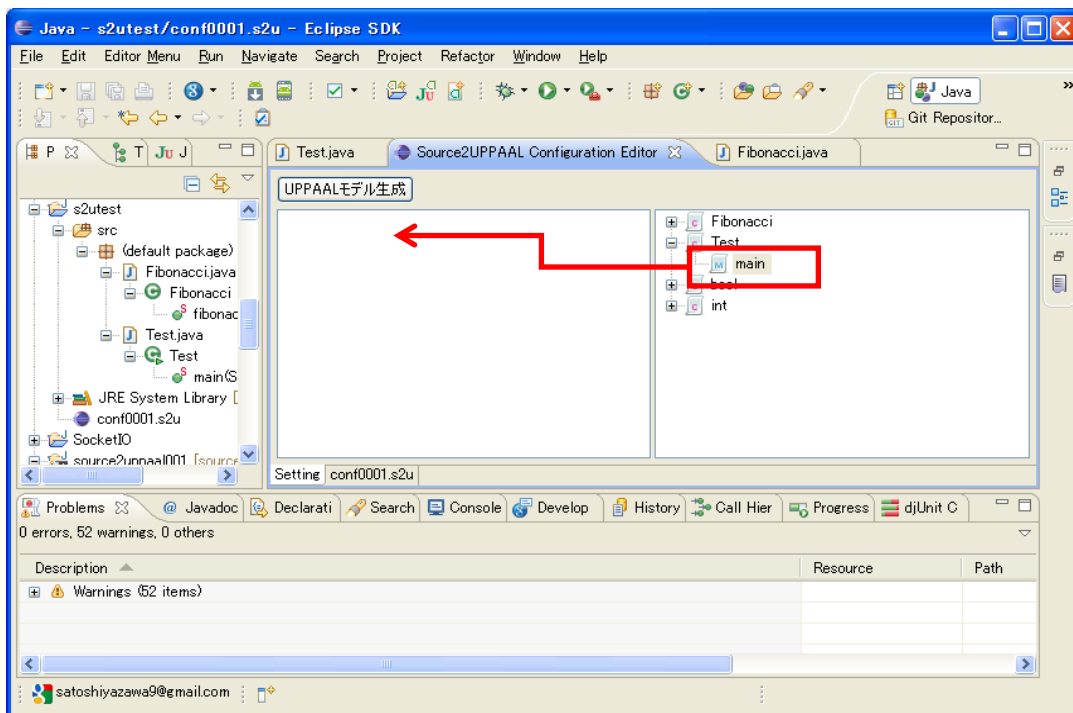 Java - s2utest/conf0001.s2u - Eclipse SDK
File Edit Editor Menu Run Navigate Search Project Refactor Window Help
Java
Git Repositor...
P T Ju J
Test.java Source2UPPAAL Configuration Editor Fibonacci.java
UPPAALモデル生成
s2utest
src
(default package)
Fibonacci.java
Fibonacci
fibonac
Test.java
Test
main(S
JRE System Library [
conf0001.s2u
SocketIO
source2uppaal001 [source
Fibonacci
Test
main
bool
int
Setting conf0001.s2u
Problems @ Javadoc Declarati Search Console Develop History Call Hier Progress djUnit C
0 errors, 52 warnings, 0 others
Description Resource Path
Warnings (52 items)
satoshiyazawa9@gmail.com